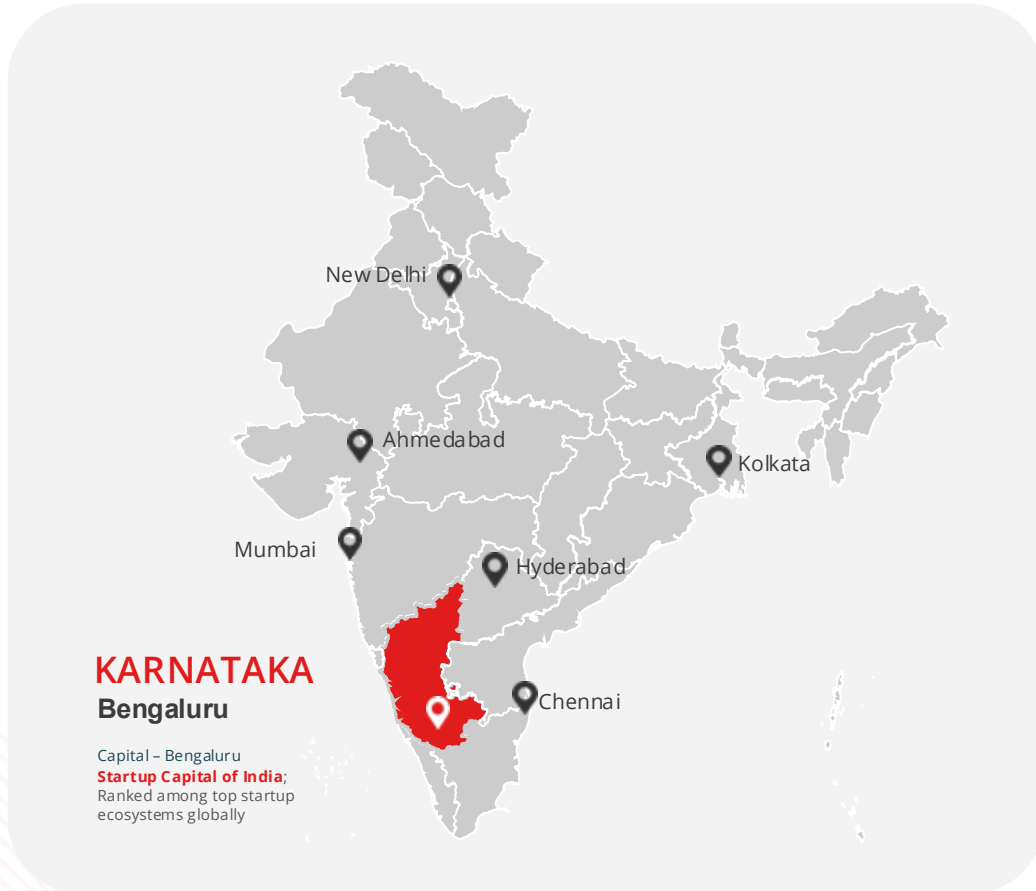 New Delhi
Ahmedabad
Kolkata
Mumbai
Hyderabad
KARNATAKA
Bengaluru
Chennai
Capital – Bengaluru
Startup Capital of India;
Ranked among top startup
ecosystems globally